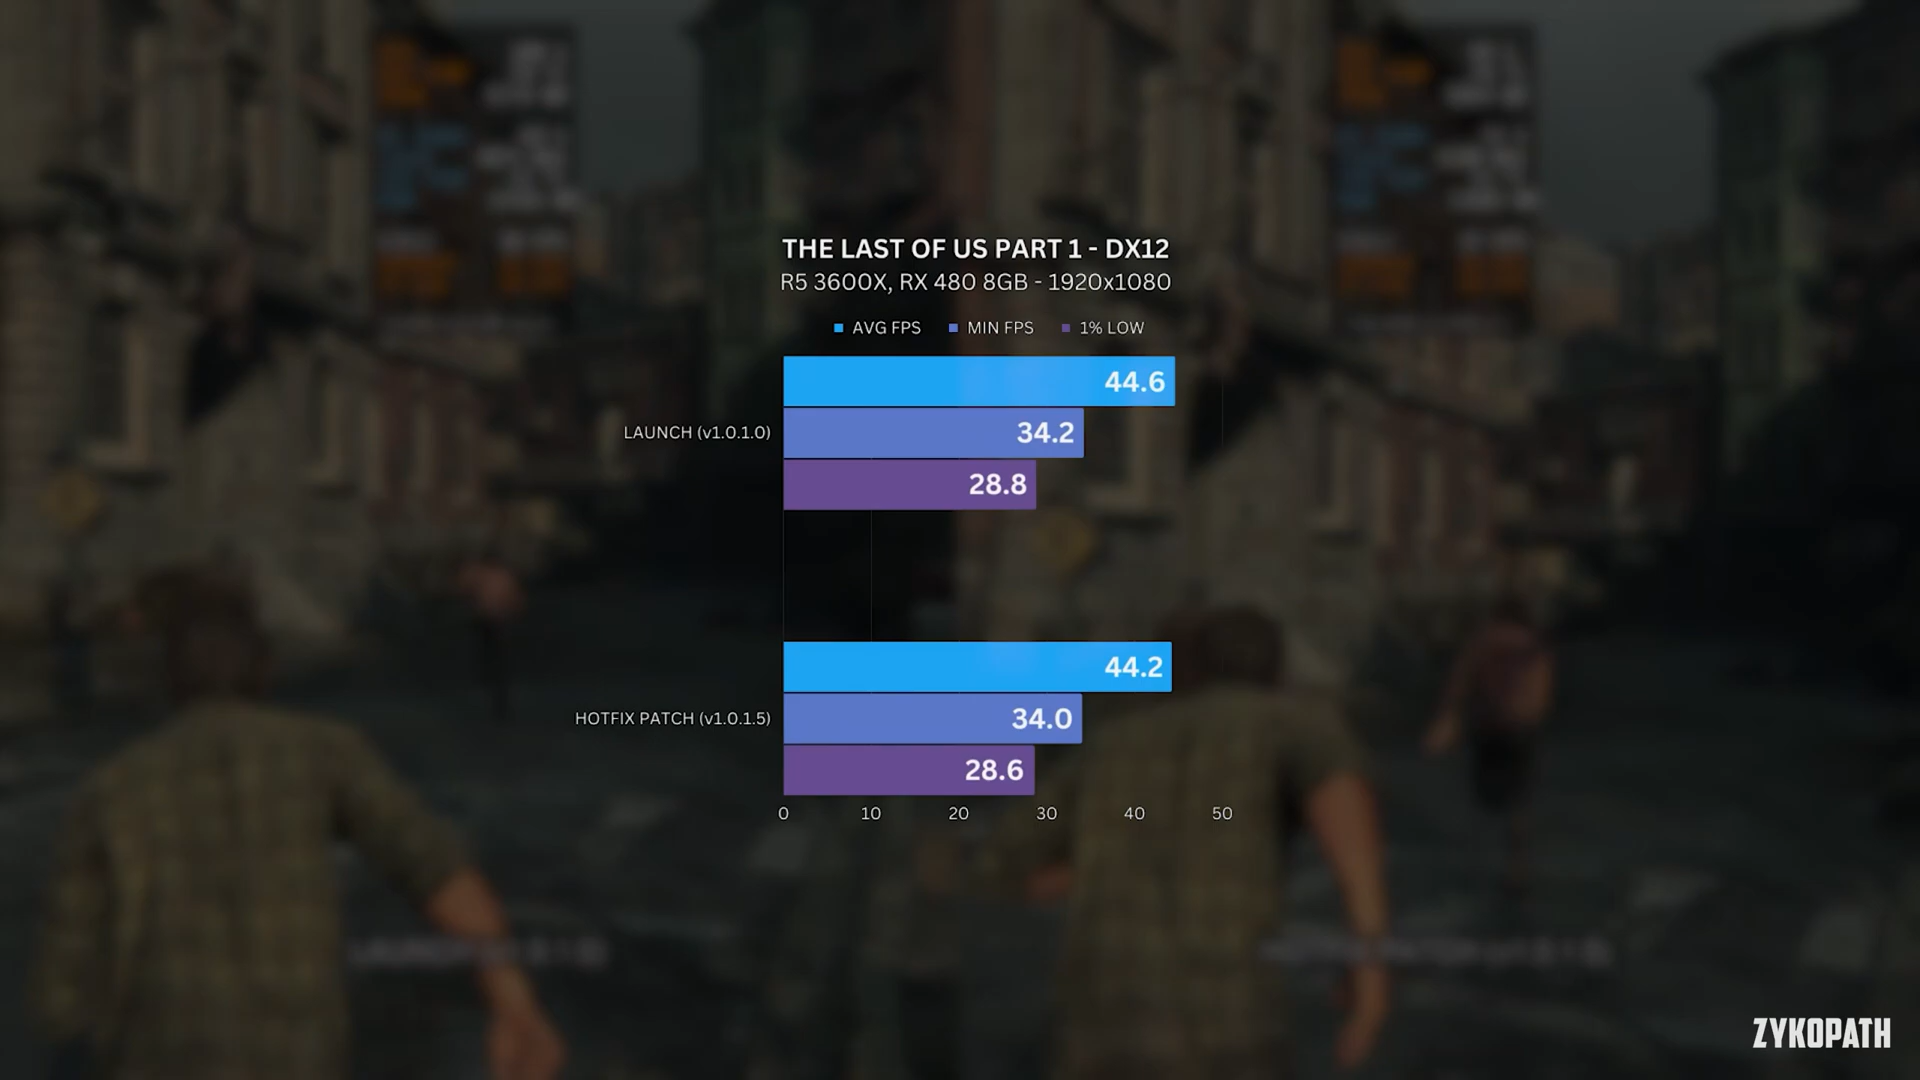 THE LAST OF US PART 1 - DX12
R5 3600X, RX 480 8GB - 1920x1080
AVG FPS MIN FPS 1% LOW
44.6
LAUNCH (v1.0.1.0)
34.2
28.8
44.2
HOTFIX PATCH (v1.0.1.5)
34.0
28.6
0 10 20 30 40 50
ZYKOPATH